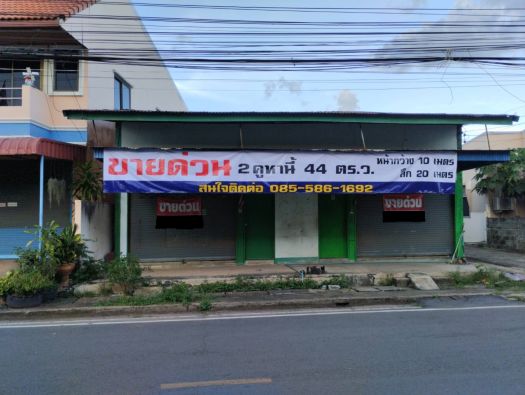 ขายด่วน 2 คูหานี้ 44 ตร.ว. หน้ากว้าง 10 เมตร
ลึก 20 เมตร
สนใจติดต่อ 085-586-1692
ขายด่วน
ขายด่วน